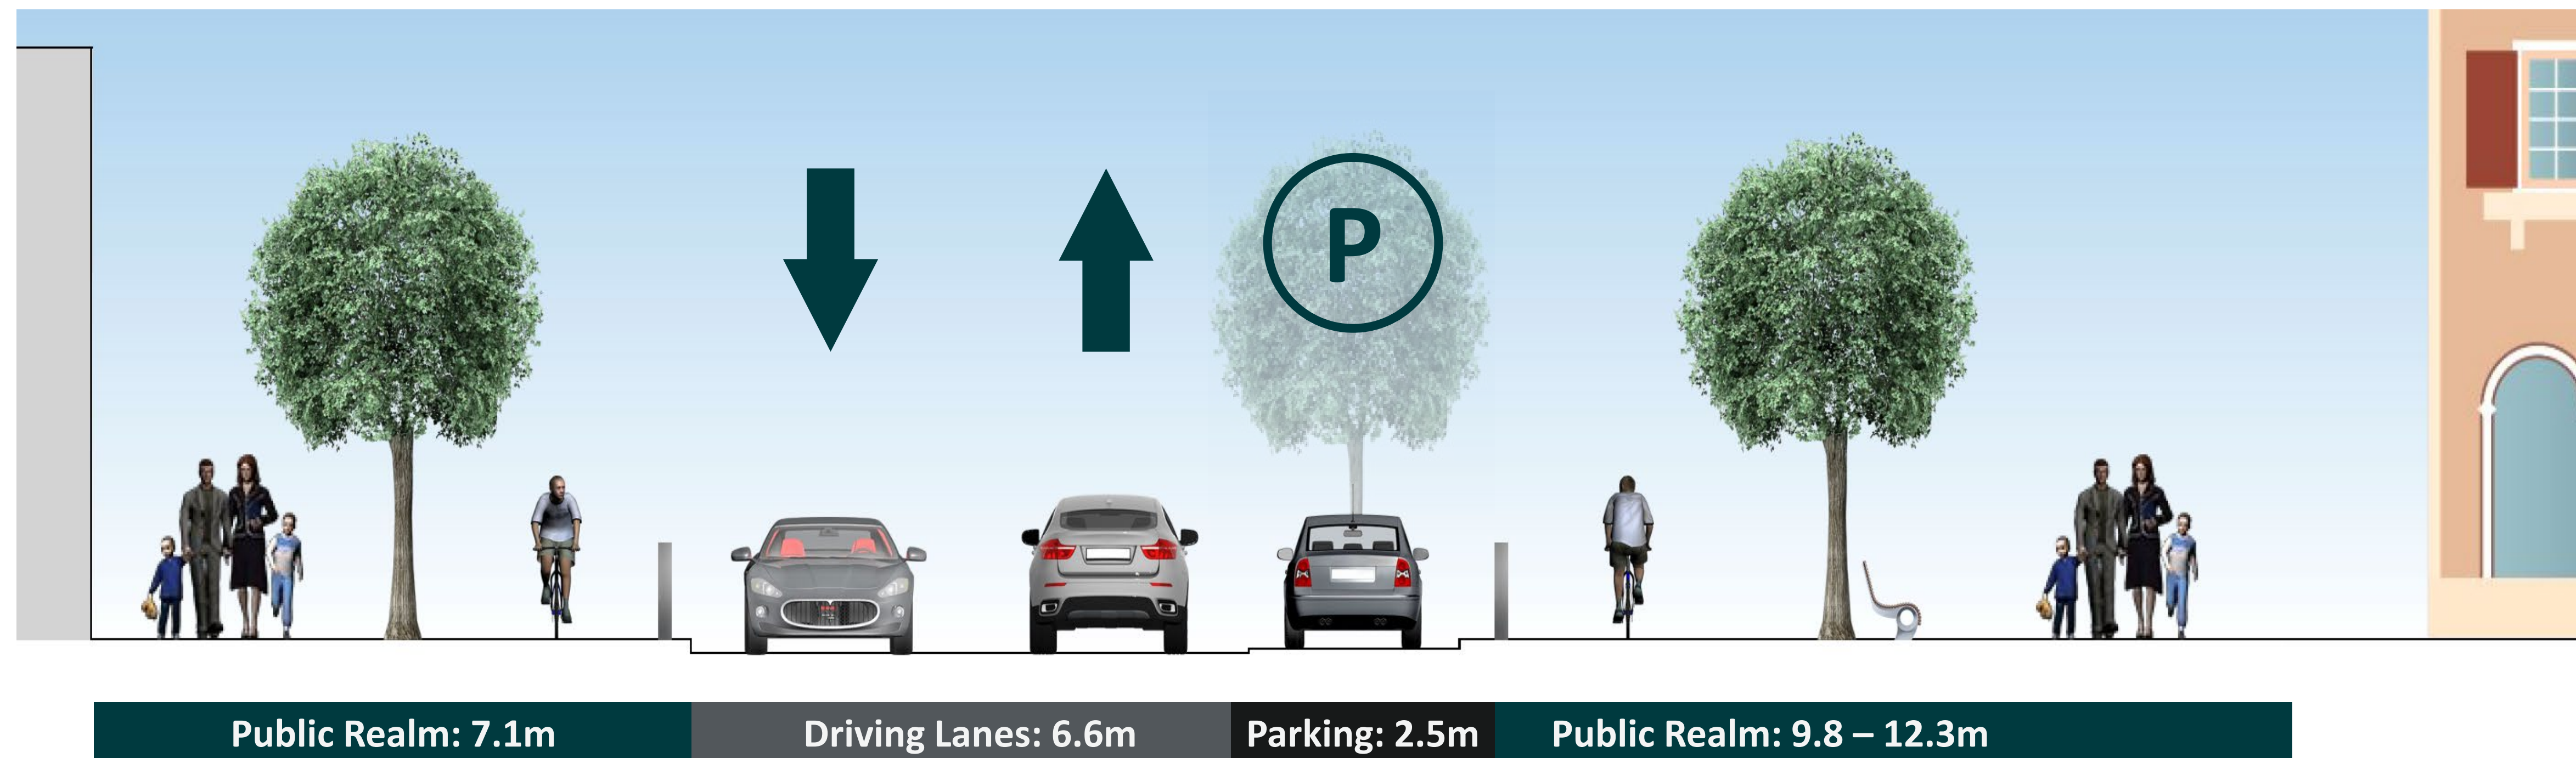 P
Public Realm: 7.1m
Driving Lanes: 6.6m
Parking: 2.5m
Public Realm: 9.8 – 12.3m